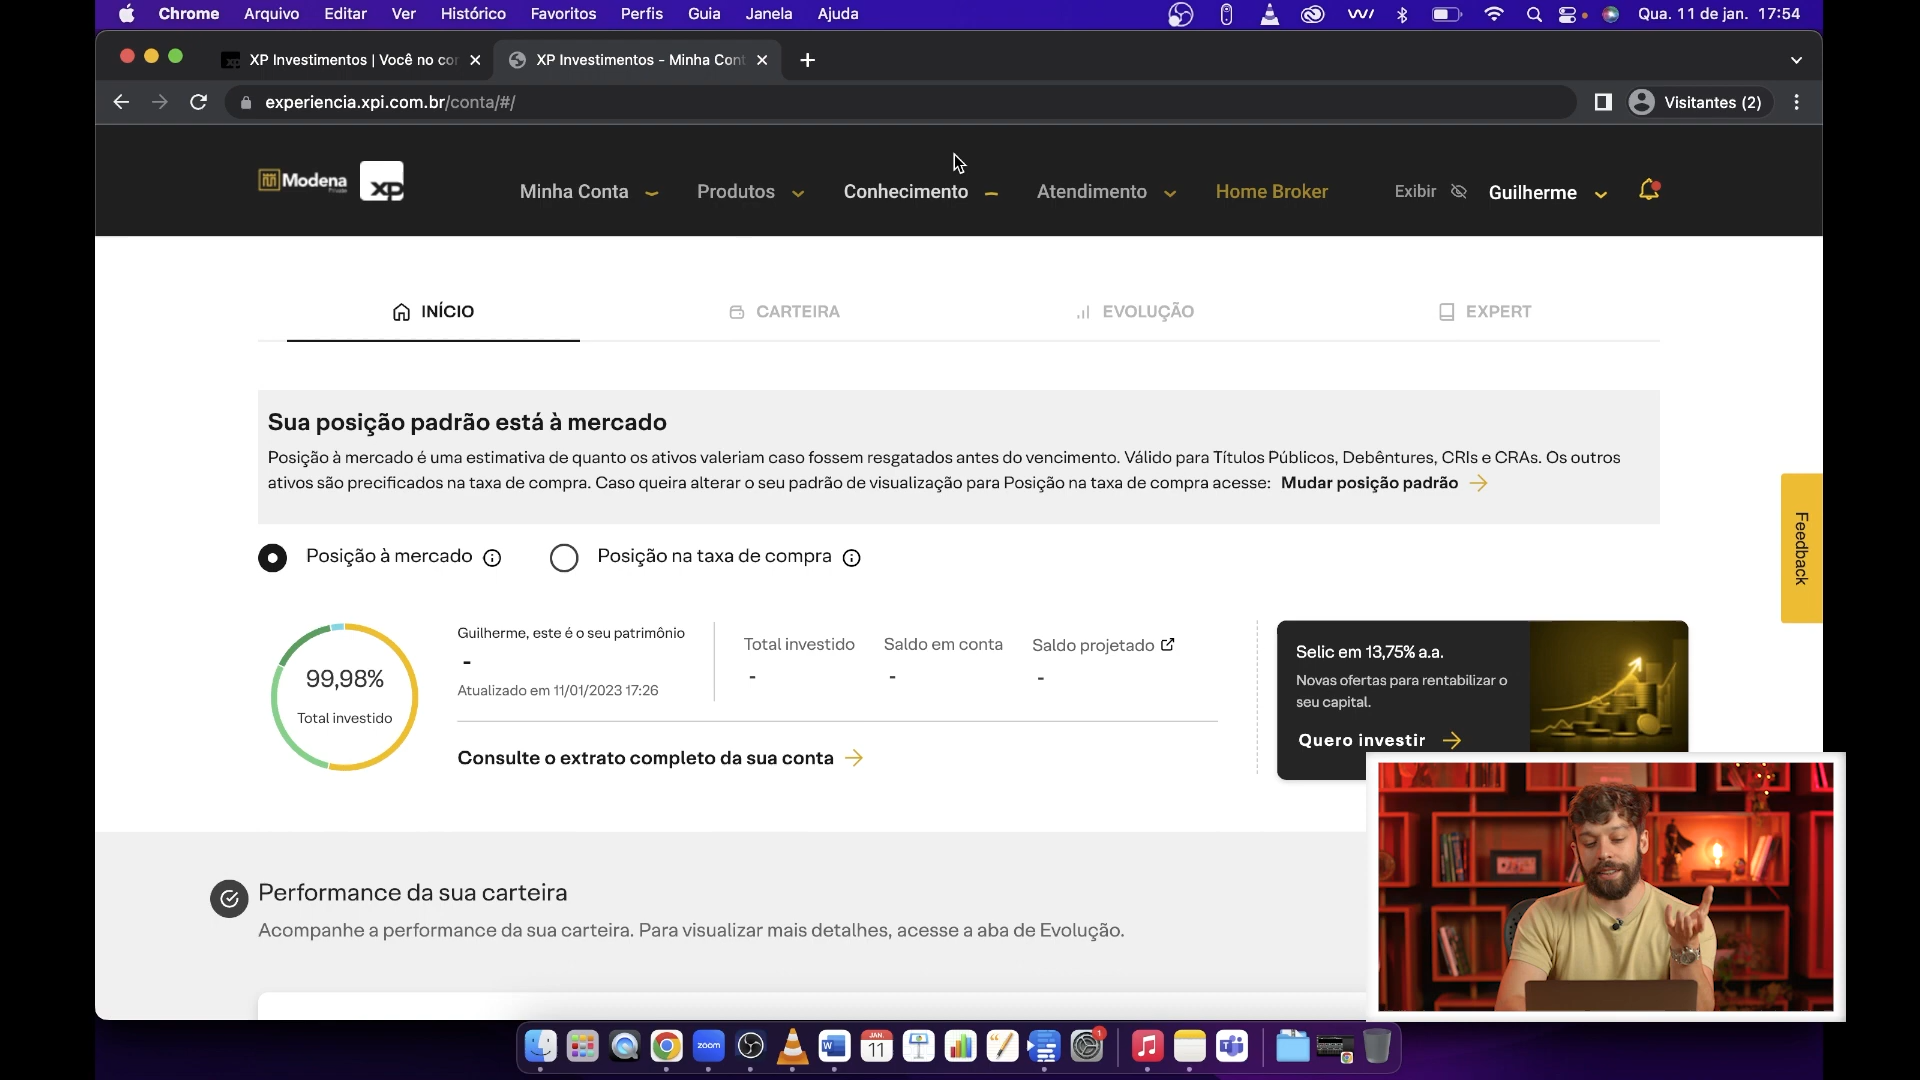 Chrome Arquivo Editar Ver Histórico Favoritos Perfis Guia Janela Ajuda Qua. 11 de jan. 17:54
XP Investimentos | Você no cor XP Investimentos - Minha Cont
experiencia.xpi.com.br/conta/#/ Visitantes (2)
Modena XP Minha Conta Produtos Conhecimento Atendimento Home Broker Exibir Guilherme
INÍCIO CARTEIRA EVOLUÇÃO EXPERT
Sua posição padrão está à mercado
Posição à mercado é uma estimativa de quanto os ativos valeriam caso fossem resgatados antes do vencimento. Válido para Títulos Públicos, Debêntures, CRIs e CRAs. Os outros
ativos são precificados na taxa de compra. Caso queira alterar o seu padrão de visualização para Posição na taxa de compra acesse: Mudar posição padrão
Feedback
Posição à mercado Posição na taxa de compra
99,98%
Total investido
Guilherme, este é o seu patrimônio
-
Atualizado em 11/01/2023 17:26
Total investido Saldo em conta Saldo projetado
- - -
Consulte o extrato completo da sua conta
Selic em 13,75% a.a.
Novas ofertas para rentabilizar o
seu capital.
Quero investir
Performance da sua carteira
Acompanhe a performance da sua carteira. Para visualizar mais detalhes, acesse a aba de Evolução.
zoom W JAN. 11 1